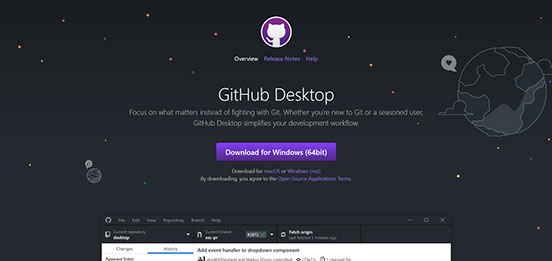 Overview Release Notes Help
GitHub Desktop
Focus on what matters instead of fighting with Git. Whether you're new to Git or a seasoned user,
GitHub Desktop simplifies your development workflow.
Download for Windows (64bit)
Download for macOS or Windows (msi)
By downloading, you agree to the Open Source Applications Terms.
File Edit View Repository Branch Help
Current repository
desktop
Current branch
esc-pr
Fetch origin
Last fetched 2 minutes ago
Changes History
Add event handler to dropdown component
Appease linter
1 changed file